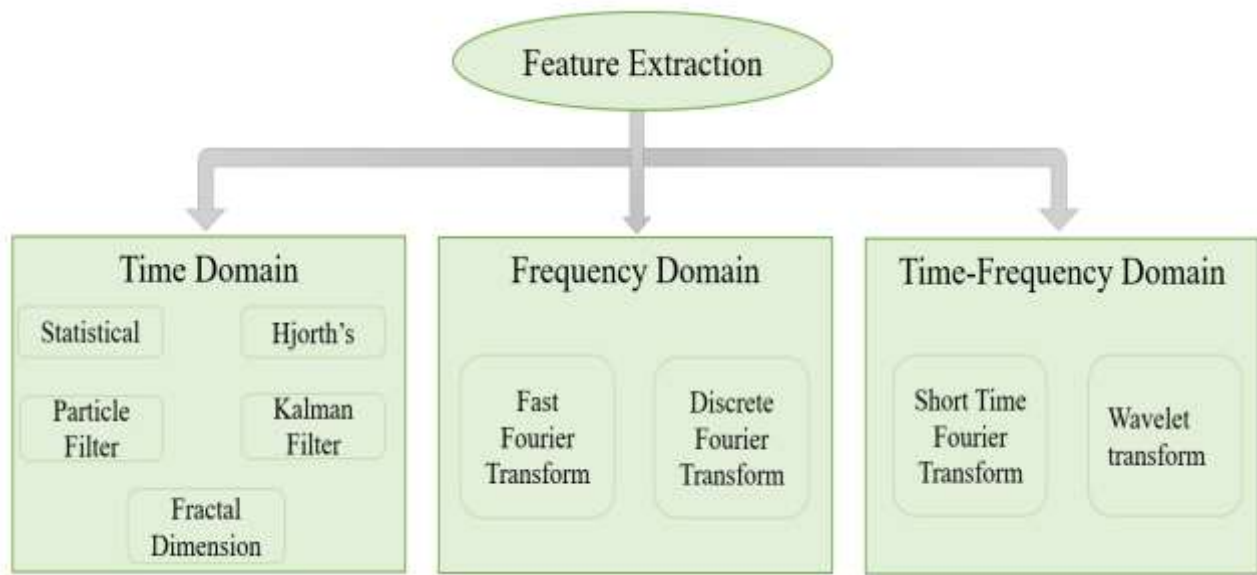 Feature Extraction
Time Domain
Statistical
Hjorth's
Particle
Filter
Kalman
Filter
Fractal
Dimension
Frequency Domain
Fast
Fourier
Transform
Discrete
Fourier
Transform
Time-Frequency Domain
Short Time
Fourier
Transform
Wavelet
transform